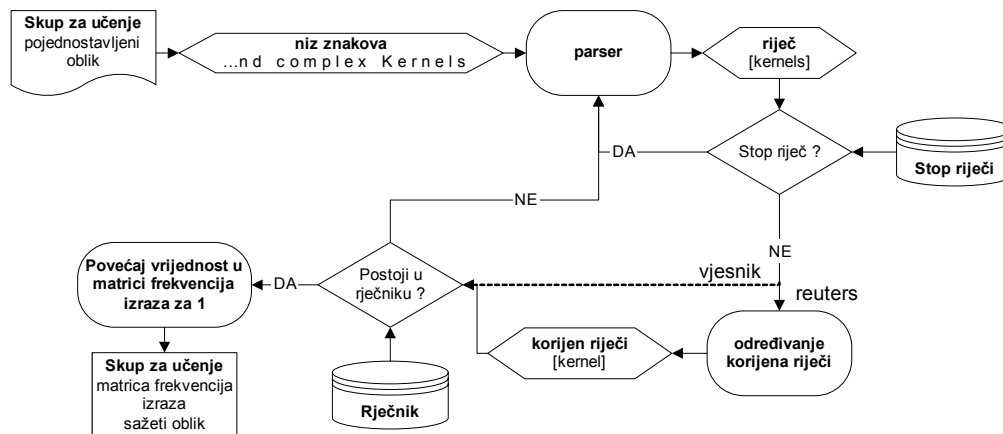 Skup za učenje
pojednostavljeni
oblik
niz znakova
...nd complex Kernels
parser
riječ
[kernels]
Stop riječ ?
DA
Stop riječi
NE
NE
vjesnik
reuters
Povećaj vrijednost u
matrici frekvencija
izraza za 1
DA
Postoji u
rječniku ?
korijen riječi
[kernel]
određivanje
korijena riječi
Skup za učenje
matrica frekvencija
izraza
sažeti oblik
Rječnik